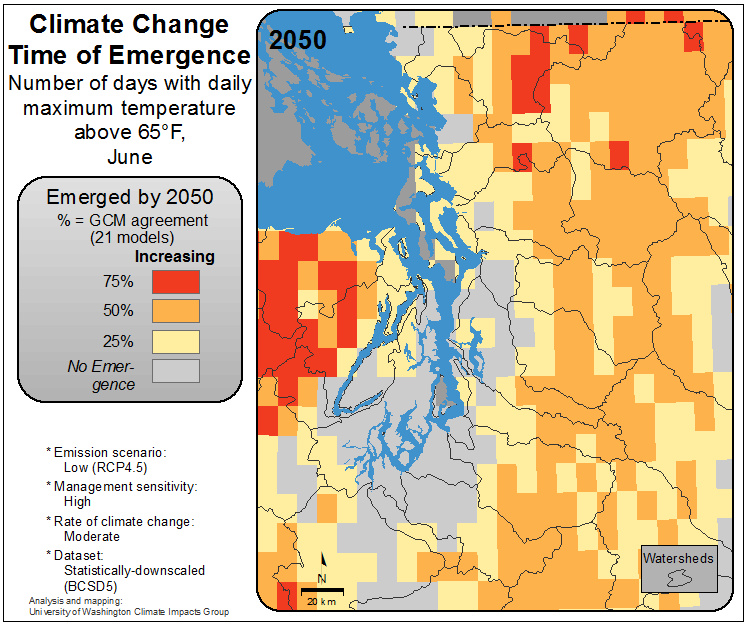 Climate Change
Time of Emergence
Number of days with daily
maximum temperature
above 65°F,
June
Emerged by 2050
% = GCM agreement
(21 models)
Increasing
75%
50%
25%
No Emer-
gence
* Emission scenario:
Low (RCP4.5)
* Management sensitivity:
High
* Rate of climate change:
Moderate
* Dataset:
Statistically-downscaled
(BCSD5)
Analysis and mapping:
University of Washington Climate Impacts Group
2050
N
20 km
Watersheds